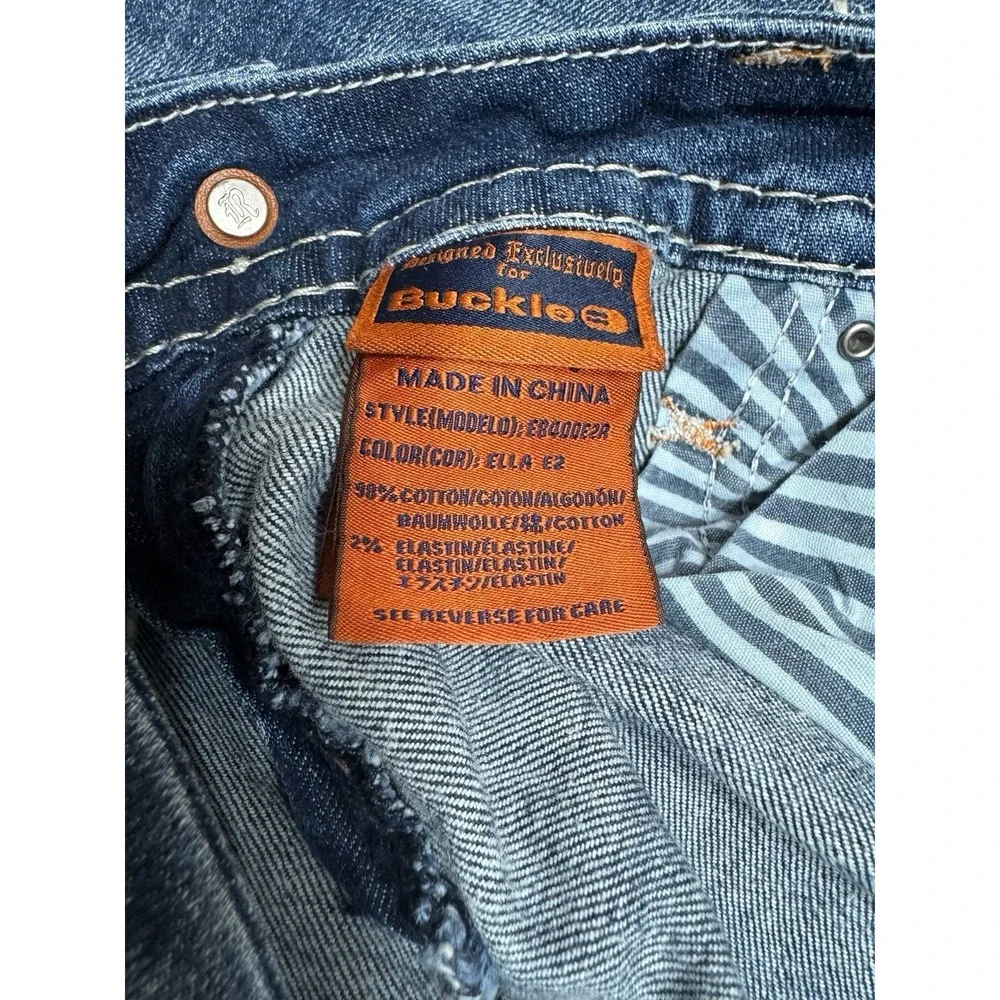 R
Designed Exclusively
for
Buckle B
MADE IN CHINA
STYLE(MODELO): EB400E2R
COLOR(COR): ELLA E2
98% COTTON/COTON/ALGODÓN/
BAUMWOLLE/綿/COTTON
2% ELASTIN/ÉLASTINE/
ELASTIN/ELASTIN/
エラスチン/ELASTIN
SEE REVERSE FOR CARE